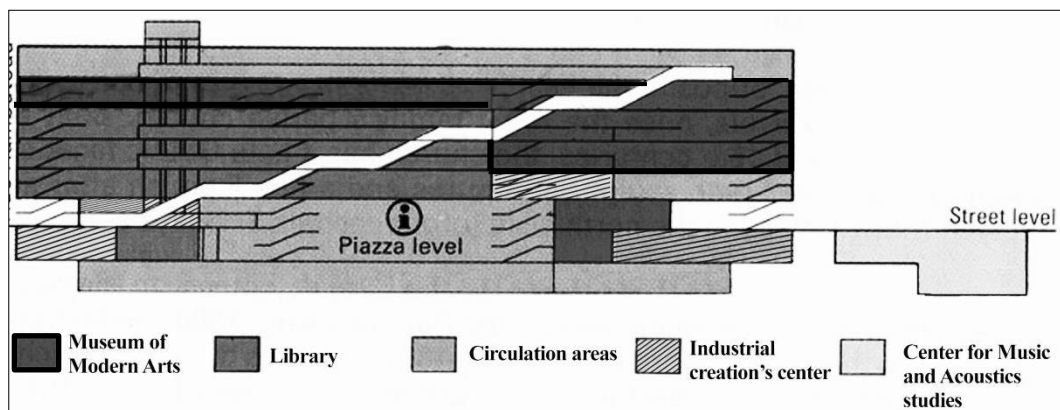 i
Street level
Piazza level
Museum of
Modern Arts
Library
Circulation areas
Industrial
creation's center
Center for Music
and Acoustics
studies